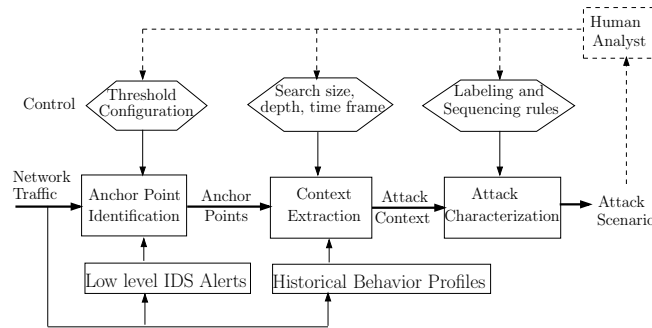 Human
Analyst
Control
Threshold
Configuration
Search size,
depth, time frame
Labeling and
Sequencing rules
Network
Traffic
Anchor Point
Identification
Anchor
Points
Context
Extraction
Attack
Context
Attack
Characterization
Attack
Scenario
Low level IDS Alerts
Historical Behavior Profiles